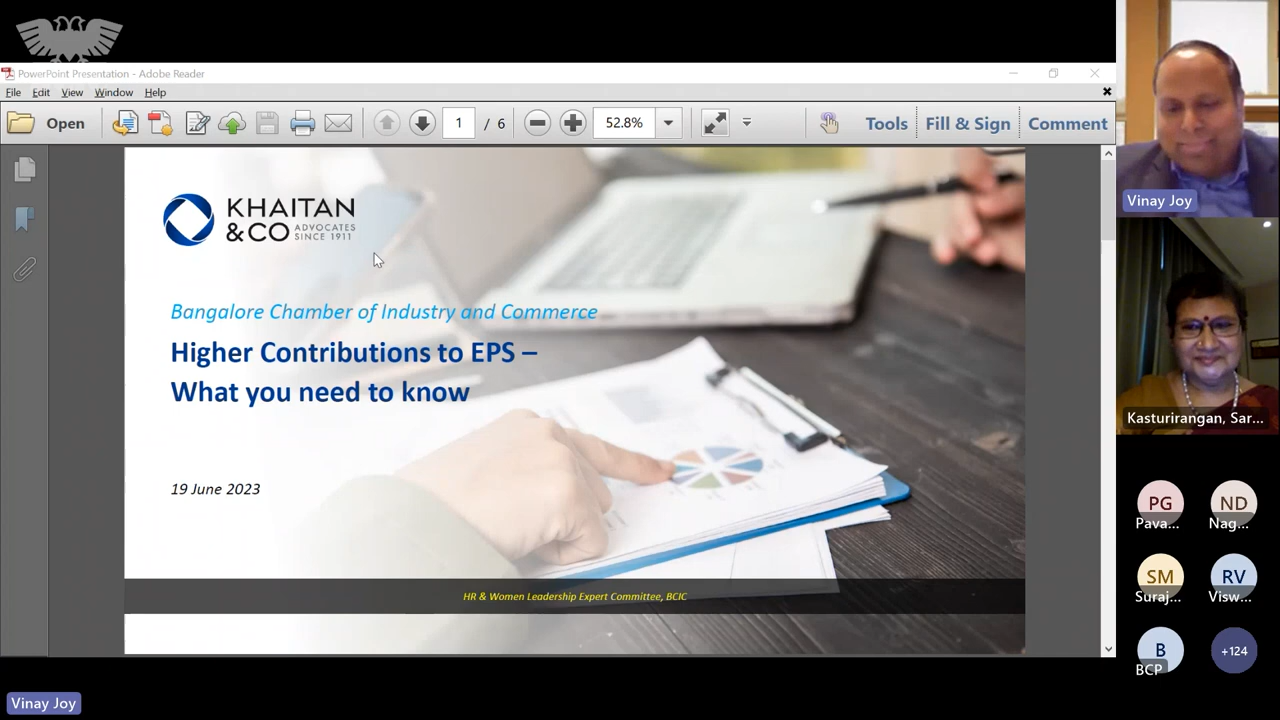 PowerPoint Presentation - Adobe Reader
File Edit View Window Help
Open 1 / 6 52.8% Tools Fill & Sign Comment
KHAITAN
&CO ADVOCATES
SINCE 1911
Bangalore Chamber of Industry and Commerce
Higher Contributions to EPS –
What you need to know
19 June 2023
HR & Women Leadership Expert Committee, BCIC
Vinay Joy
Kasturirangan, Sar...
PG ND
Pava... Nag...
SM RV
Suraj... Visw...
B +124
BCP
Vinay Joy